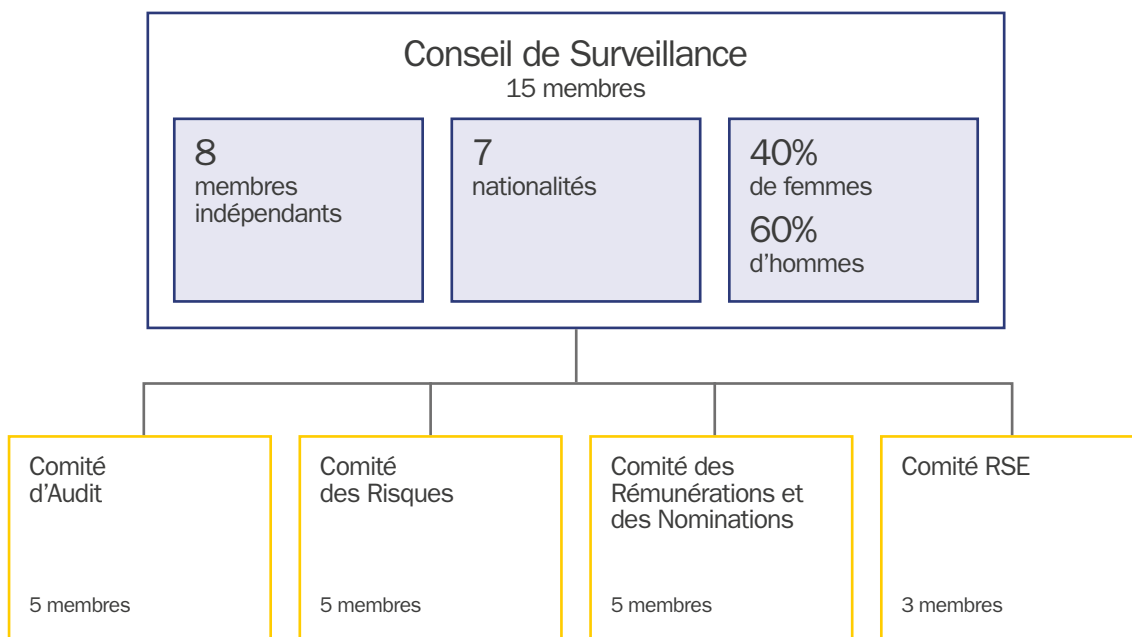 Conseil de Surveillance
15 membres
8
membres
indépendants
7
nationalités
40%
de femmes
60%
d’hommes
Comité
d’Audit
5 membres
Comité
des Risques
5 membres
Comité des
Rémunérations et
des Nominations
5 membres
Comité RSE
3 membres